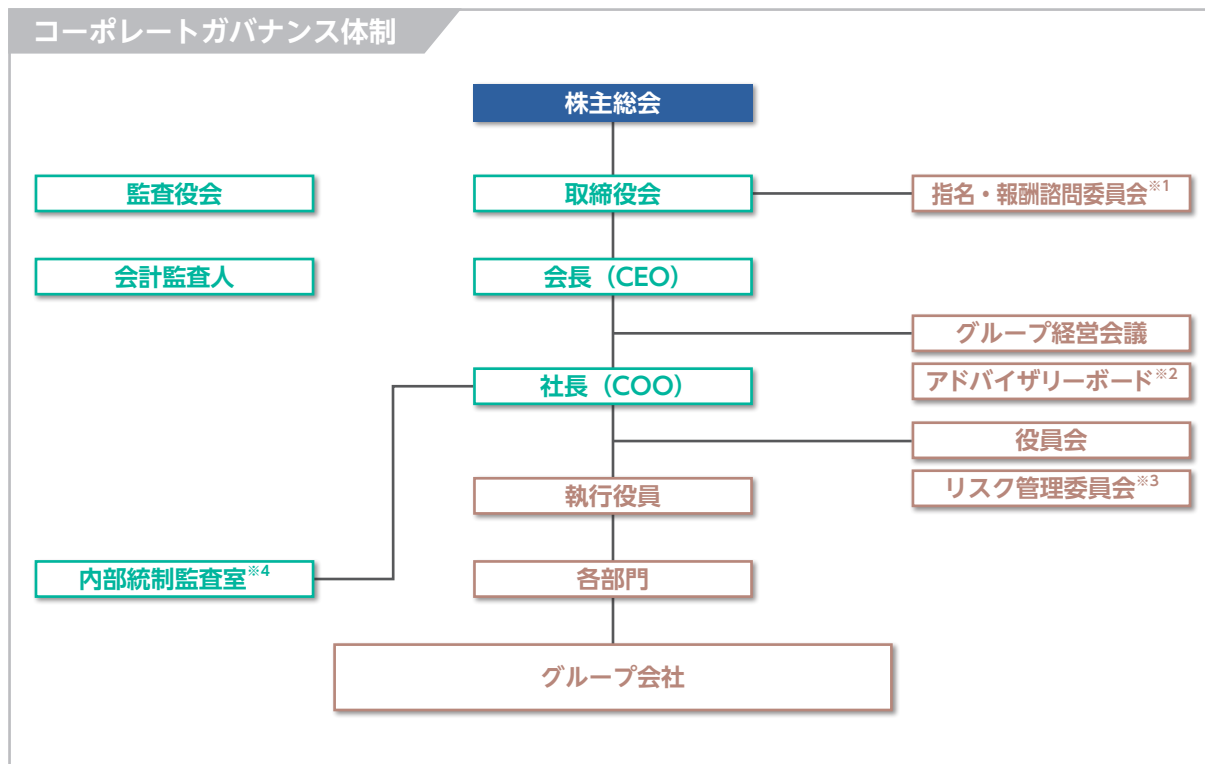 コーポレートガバナンス体制
株主総会
監査役会
取締役会
指名・報酬諮問委員会※1
会計監査人
会長（CEO）
グループ経営会議
社長（COO）
アドバイザリーボード※2
役員会
執行役員
リスク管理委員会※3
内部統制監査室※4
各部門
グループ会社